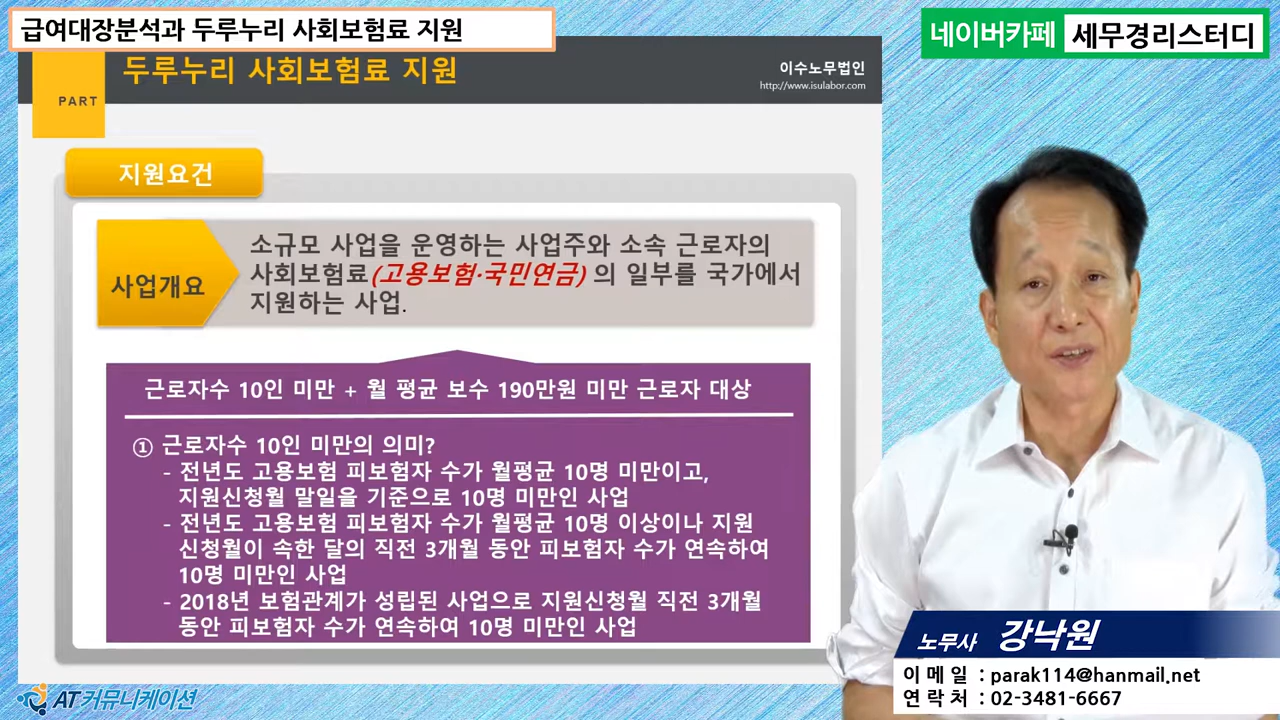 급여대장분석과 두루누리 사회보험료 지원
네이버카페 세무경리스터디
PART
두루누리 사회보험료 지원
이수노무법인
http://www.isulabor.com
지원요건
사업개요
소규모 사업을 운영하는 사업주와 소속 근로자의
사회보험료(고용보험·국민연금) 의 일부를 국가에서
지원하는 사업.
근로자수 10인 미만 + 월 평균 보수 190만원 미만 근로자 대상
① 근로자수 10인 미만의 의미?
- 전년도 고용보험 피보험자 수가 월평균 10명 미만이고,
지원신청월 말일을 기준으로 10명 미만인 사업
- 전년도 고용보험 피보험자 수가 월평균 10명 이상이나 지원
신청월이 속한 달의 직전 3개월 동안 피보험자 수가 연속하여
10명 미만인 사업
- 2018년 보험관계가 성립된 사업으로 지원신청월 직전 3개월
동안 피보험자 수가 연속하여 10명 미만인 사업
노무사 강낙원
이 메 일 : parak114@hanmail.net
연 락 처 : 02-3481-6667
AT커뮤니케이션